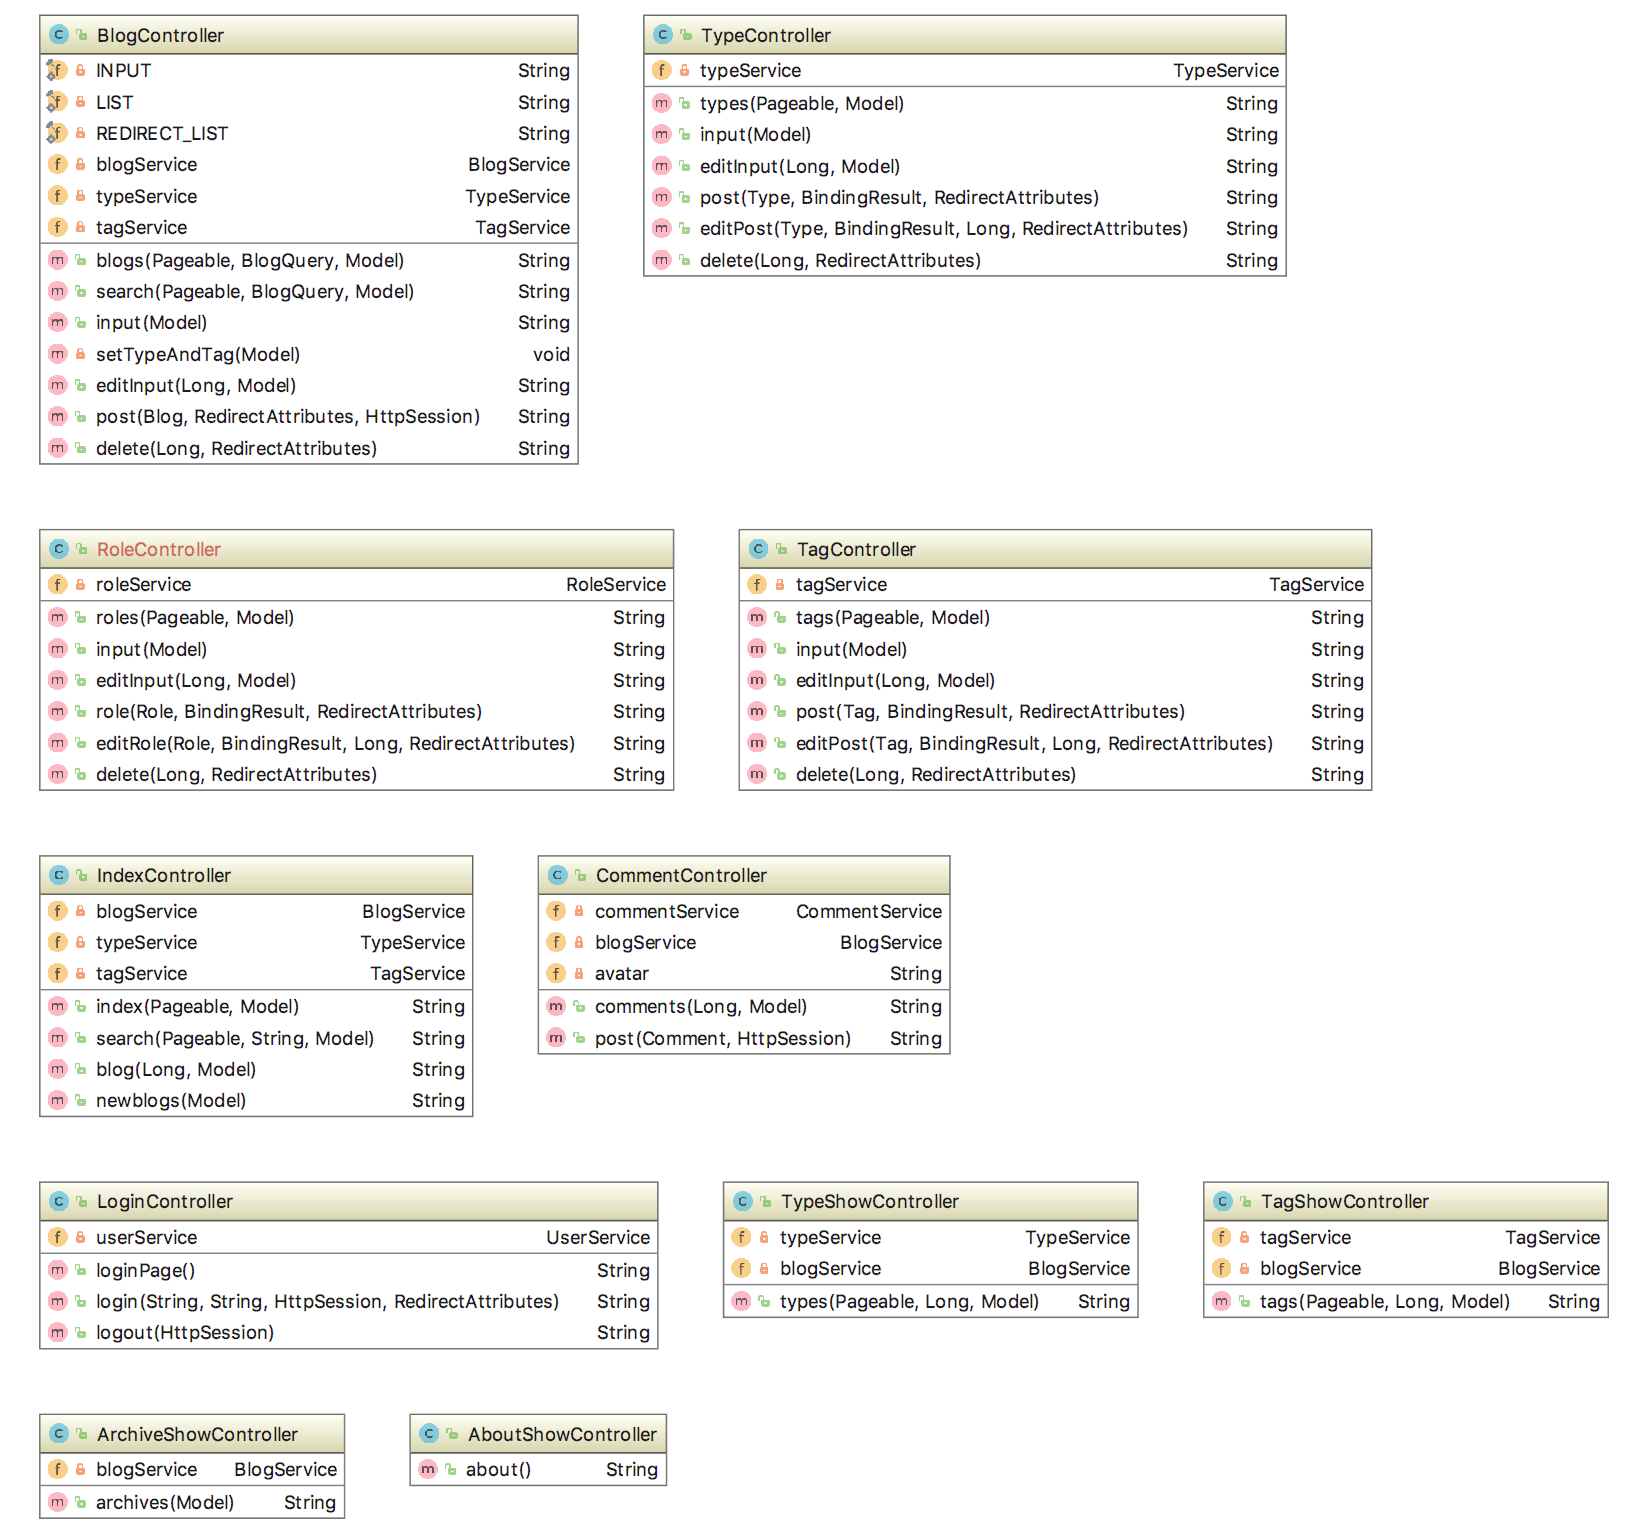 BlogController
INPUT String
LIST String
REDIRECT_LIST String
blogService BlogService
typeService TypeService
tagService TagService
blogs(Pageable, BlogQuery, Model) String
search(Pageable, BlogQuery, Model) String
input(Model) String
setTypeAndTag(Model) void
editInput(Long, Model) String
post(Blog, RedirectAttributes, HttpSession) String
delete(Long, RedirectAttributes) String
TypeController
typeService TypeService
types(Pageable, Model) String
input(Model) String
editInput(Long, Model) String
post(Type, BindingResult, RedirectAttributes) String
editPost(Type, BindingResult, Long, RedirectAttributes) String
delete(Long, RedirectAttributes) String
RoleController
roleService RoleService
roles(Pageable, Model) String
input(Model) String
editInput(Long, Model) String
role(Role, BindingResult, RedirectAttributes) String
editRole(Role, BindingResult, Long, RedirectAttributes) String
delete(Long, RedirectAttributes) String
TagController
tagService TagService
tags(Pageable, Model) String
input(Model) String
editInput(Long, Model) String
post(Tag, BindingResult, RedirectAttributes) String
editPost(Tag, BindingResult, Long, RedirectAttributes) String
delete(Long, RedirectAttributes) String
IndexController
blogService BlogService
typeService TypeService
tagService TagService
index(Pageable, Model) String
search(Pageable, String, Model) String
blog(Long, Model) String
newblogs(Model) String
CommentController
commentService CommentService
blogService BlogService
avatar String
comments(Long, Model) String
post(Comment, HttpSession) String
LoginController
userService UserService
loginPage() String
login(String, String, HttpSession, RedirectAttributes) String
logout(HttpSession) String
TypeShowController
typeService TypeService
blogService BlogService
types(Pageable, Long, Model) String
TagShowController
tagService TagService
blogService BlogService
tags(Pageable, Long, Model) String
ArchiveShowController
blogService BlogService
archives(Model) String
AboutShowController
about() String